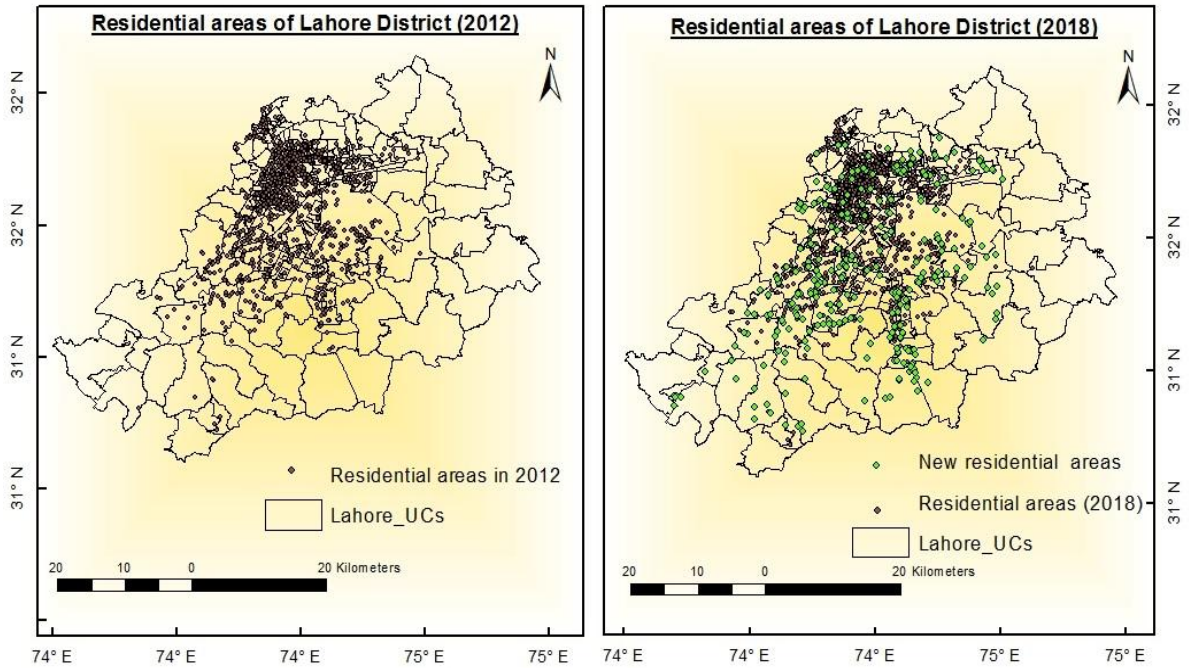 Residential areas of Lahore District (2012)
N
32° N
32° N
31° N
31° N
Residential areas in 2012
Lahore_UCs
20 10 0 20 Kilometers
74° E 74° E 74° E 75° E 75° E
Residential areas of Lahore District (2018)
N
32° N
32° N
31° N
31° N
New residential areas
Residential areas (2018)
Lahore_UCs
20 10 0 20 Kilometers
74° E 74° E 74° E 75° E 75° E